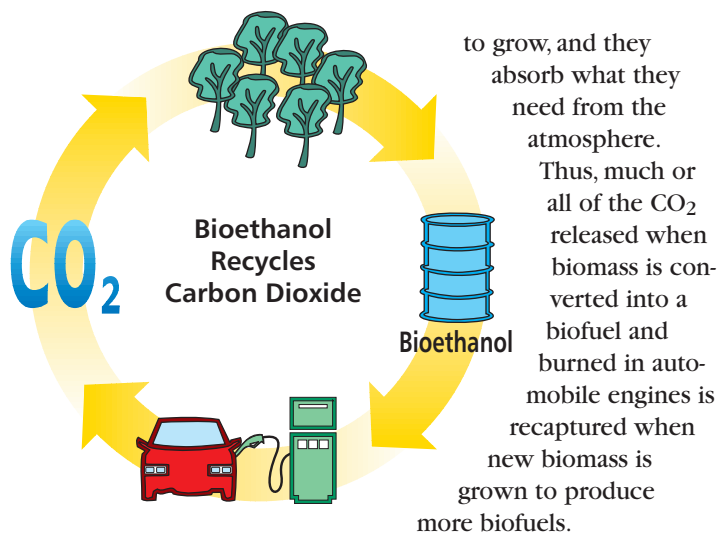 Bioethanol
Recycles
Carbon Dioxide
CO2
Bioethanol
to grow, and they
absorb what they
need from the
atmosphere.
Thus, much or
all of the CO2
released when
biomass is con-
verted into a
biofuel and
burned in auto-
mobile engines is
recaptured when
new biomass is
grown to produce
more biofuels.